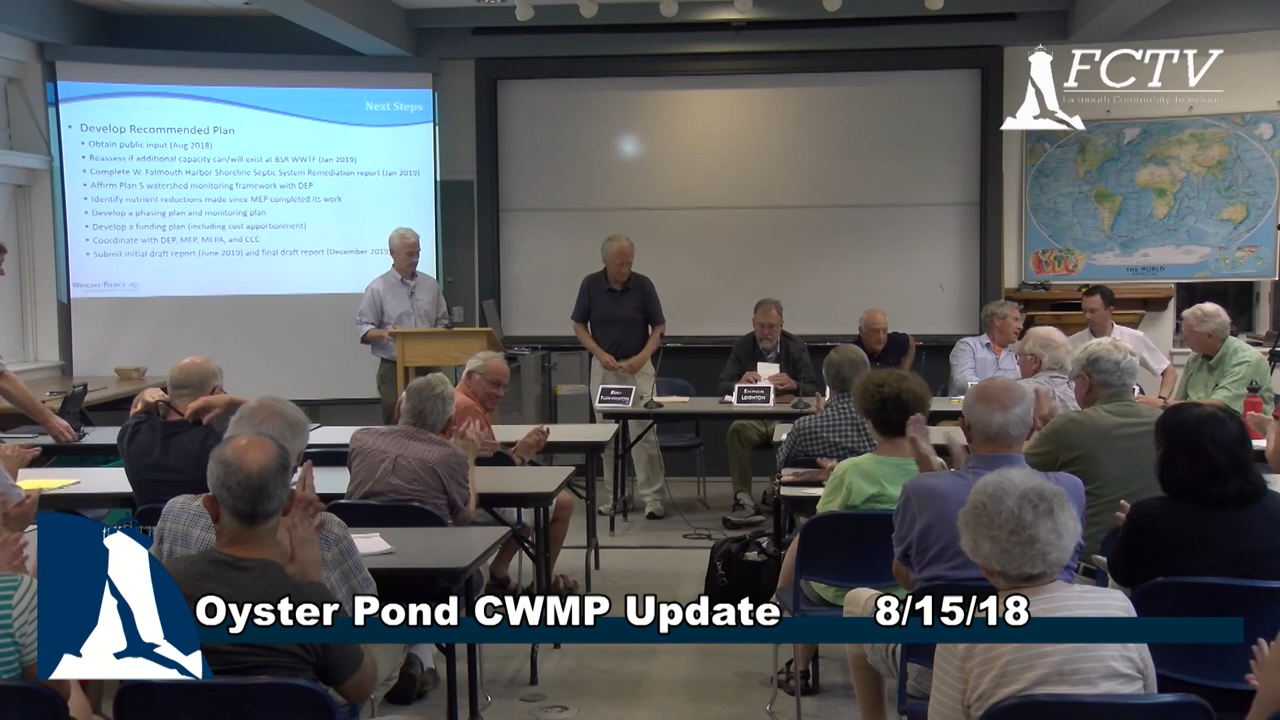 FCTV
Falmouth Community Television
Next Steps
• Develop Recommended Plan
• Obtain public input (Aug 2018)
• Reassess if additional capacity can/will exist at BSR WWTF (Jan 2019)
• Complete W. Falmouth Harbor Shoreline Septic System Remediation report (Jan 2019)
• Affirm Plan 5 watershed monitoring framework with DEP
• Identify nutrient reductions made since MEP completed its work
• Develop a phasing plan and monitoring plan
• Develop a funding plan (including cost apportionment)
• Coordinate with DEP, MEP, MEPA, and CCC
• Submit initial draft report (June 2019) and final draft report (December 2019
WRIGHT-PIERCE
THE WORLD
STEPHEN
LEIGHTON
Oyster Pond CWMP Update 8/15/18